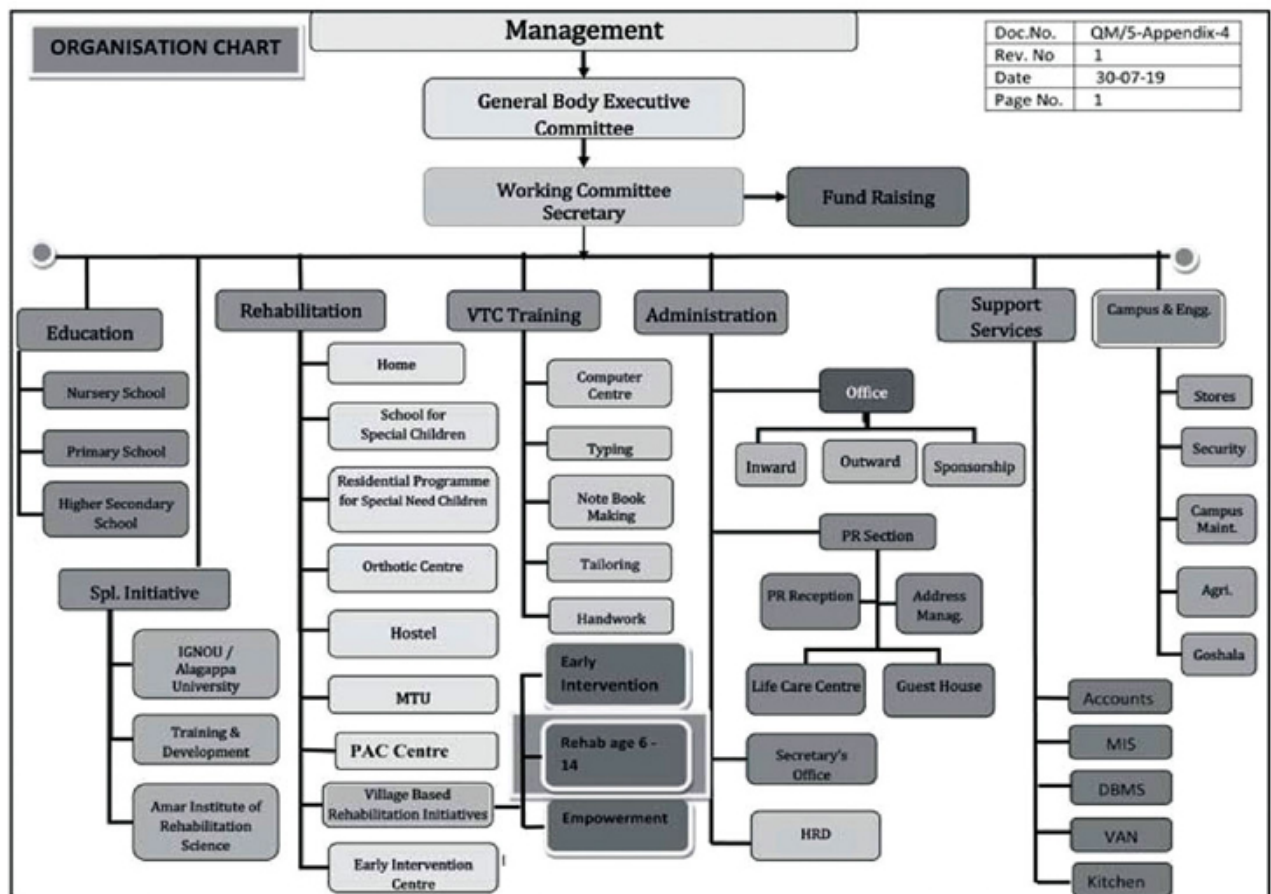 ORGANISATION CHART
Management
Doc.No. QM/5-Appendix-4
Rev. No 1
Date 30-07-19
Page No. 1
General Body Executive
Committee
Working Committee
Secretary
Fund Raising
Education
Nursery School
Primary School
Higher Secondary
School
Spl. Initiative
IGNOU /
Alagappa
University
Training &
Development
Amar Institute of
Rehabilitation
Science
Rehabilitation
Home
School for
Special Children
Residential Programme
for Special Need Children
Orthotic Centre
Hostel
MTU
PAC Centre
Village Based
Rehabilitation Initiatives
Early Intervention
Centre
Early
Intervention
Rehab age 6 -
14
Empowerment
VTC Training
Computer
Centre
Typing
Note Book
Making
Tailoring
Handwork
Administration
Office
Inward
Outward
Sponsorship
PR Section
PR Reception
Address
Manag.
Life Care Centre
Guest House
Secretary's
Office
HRD
Support
Services
Accounts
MIS
DBMS
VAN
Kitchen
Campus & Engg.
Stores
Security
Campus
Maint.
Agri.
Goshala